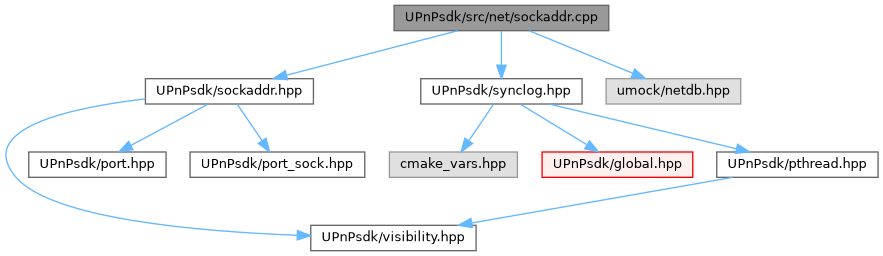 UPnPsdk/src/net/sockaddr.cpp
UPnPsdk/sockaddr.hpp
UPnPsdk/synclog.hpp
umock/netdb.hpp
UPnPsdk/port.hpp
UPnPsdk/port_sock.hpp
cmake_vars.hpp
UPnPsdk/global.hpp
UPnPsdk/pthread.hpp
UPnPsdk/visibility.hpp